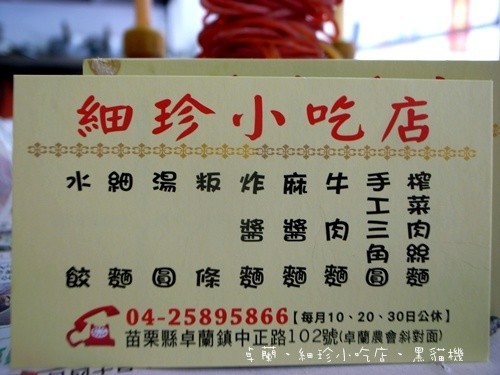 細珍小吃店
榨菜肉絲麵
手工三角圓
牛肉麵
麻醬麵
炸醬麵
粄條
湯圓
細麵
水餃
04-25895866【每月10、20、30日公休】
苗栗縣卓蘭鎮中正路102號(卓蘭農會斜對面)
卓蘭、細珍小吃店、黑貓機